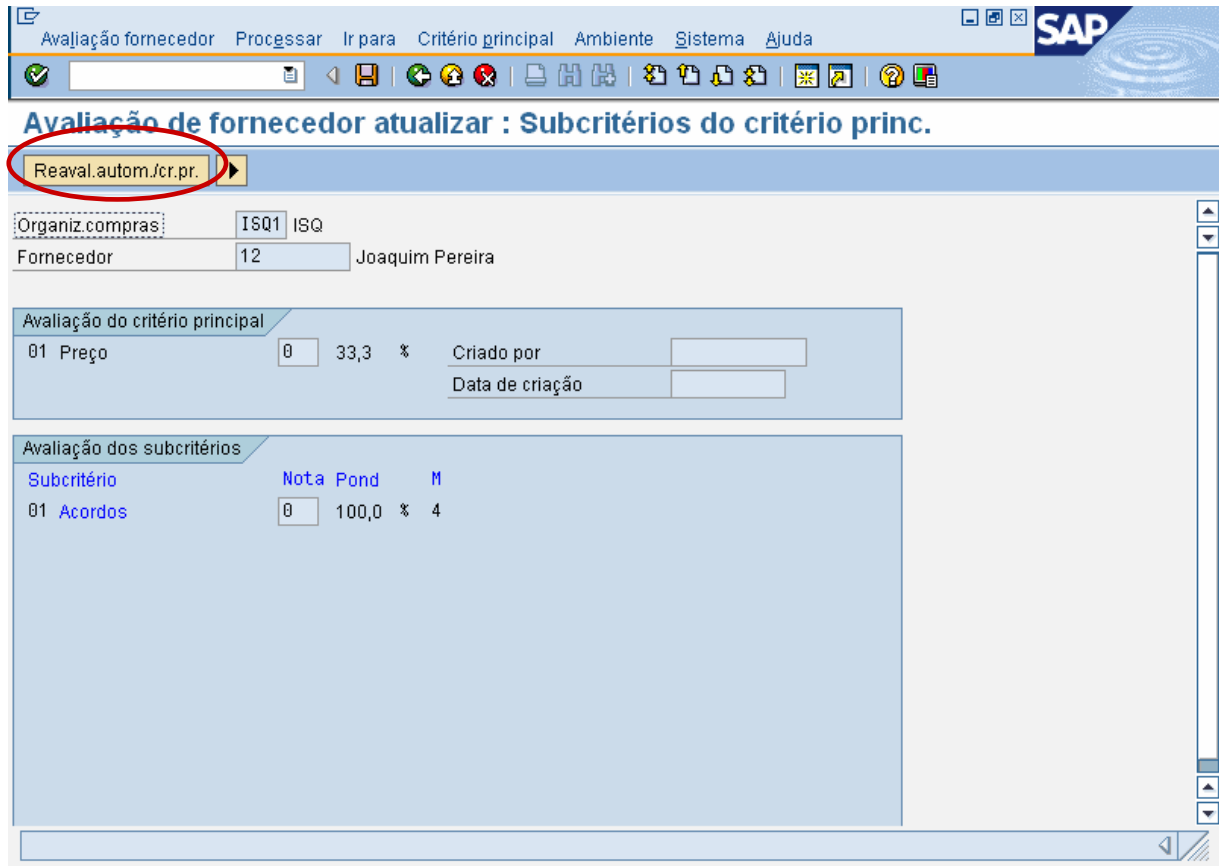 Avaliação fornecedor Processar Ir para Critério principal Ambiente Sistema Ajuda
SAP
Avaliação de fornecedor atualizar : Subcritérios do critério princ.
Reaval.autom./cr.pr.
Organiz.compras ISQ1 ISQ
Fornecedor 12 Joaquim Pereira
Avaliação do critério principal
01 Preço 0 33,3 % Criado por
Data de criação
Avaliação dos subcritérios
Subcritério Nota Pond M
01 Acordos 0 100,0 % 4